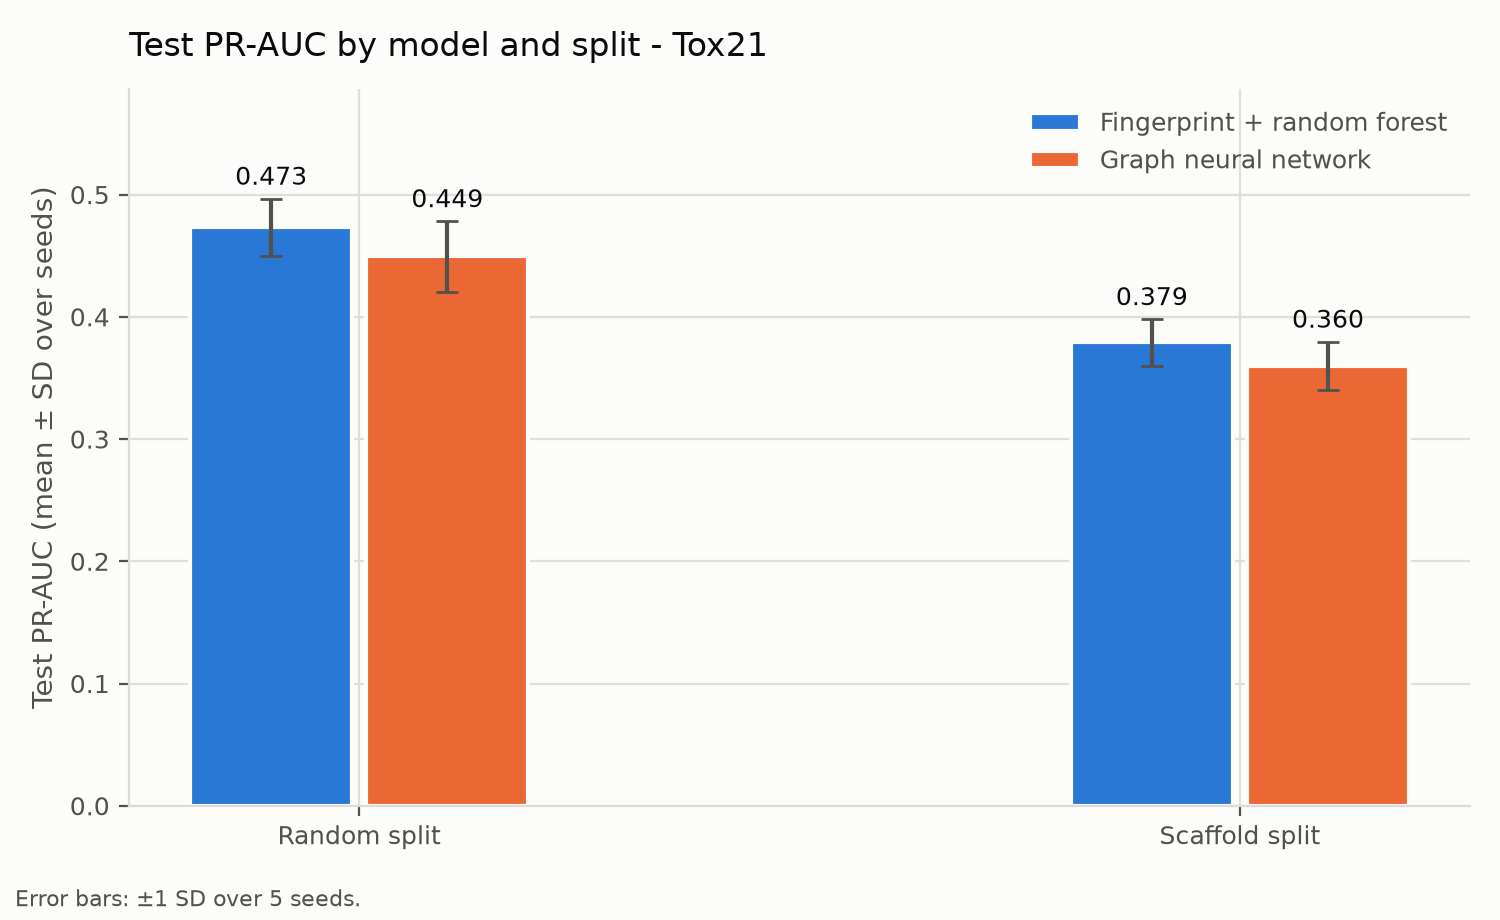 Test PR-AUC by model and split - Tox21
Fingerprint + random forest
Graph neural network
Test PR-AUC (mean ± SD over seeds)
0.5
0.4
0.3
0.2
0.1
0.0
0.473
0.449
0.379
0.360
Random split
Scaffold split
Error bars: ±1 SD over 5 seeds.